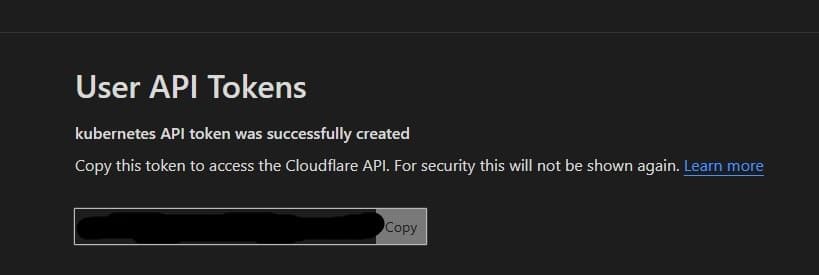 User API Tokens
kubernetes API token was successfully created
Copy this token to access the Cloudflare API. For security this will not be shown again. Learn more
Copy